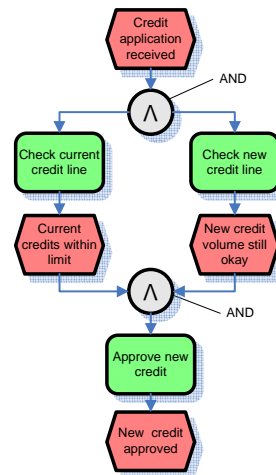 Credit
application
received
Λ
AND
Check current
credit line
Check new
credit line
Current
credits within
limit
New credit
volume still
okay
Λ
AND
Approve new
credit
New credit
approved